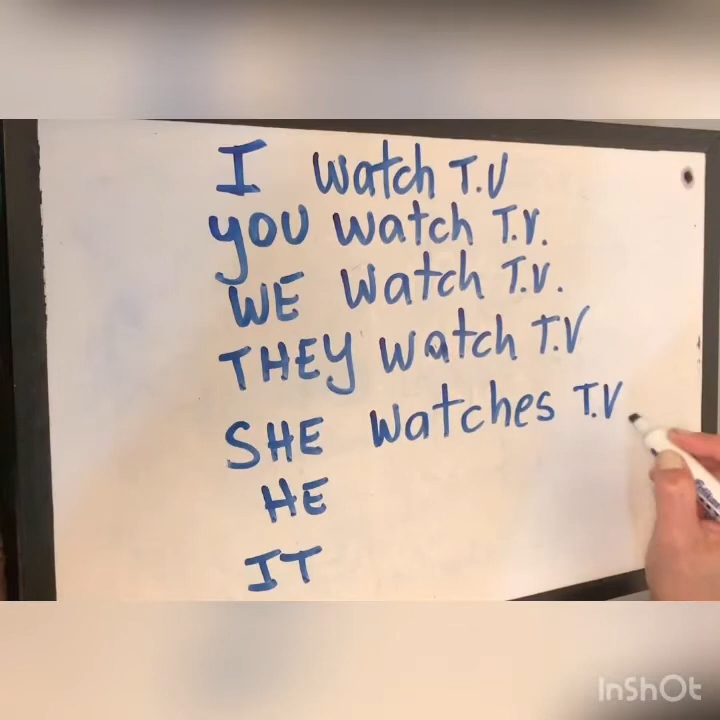 I watch T.V
YOU watch T.V.
WE watch T.V.
THEY watch T.V
SHE watches T.V
HE
IT
InShOt